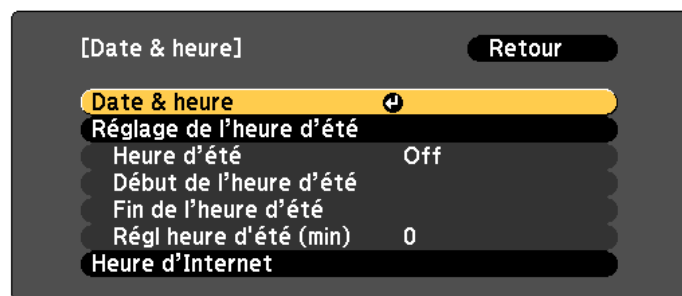 [Date & heure] Retour
Date & heure
Réglage de l’heure d’été
Heure d’été Off
Début de l’heure d’été
Fin de l’heure d’été
Régl heure d'été (min) 0
Heure d’Internet